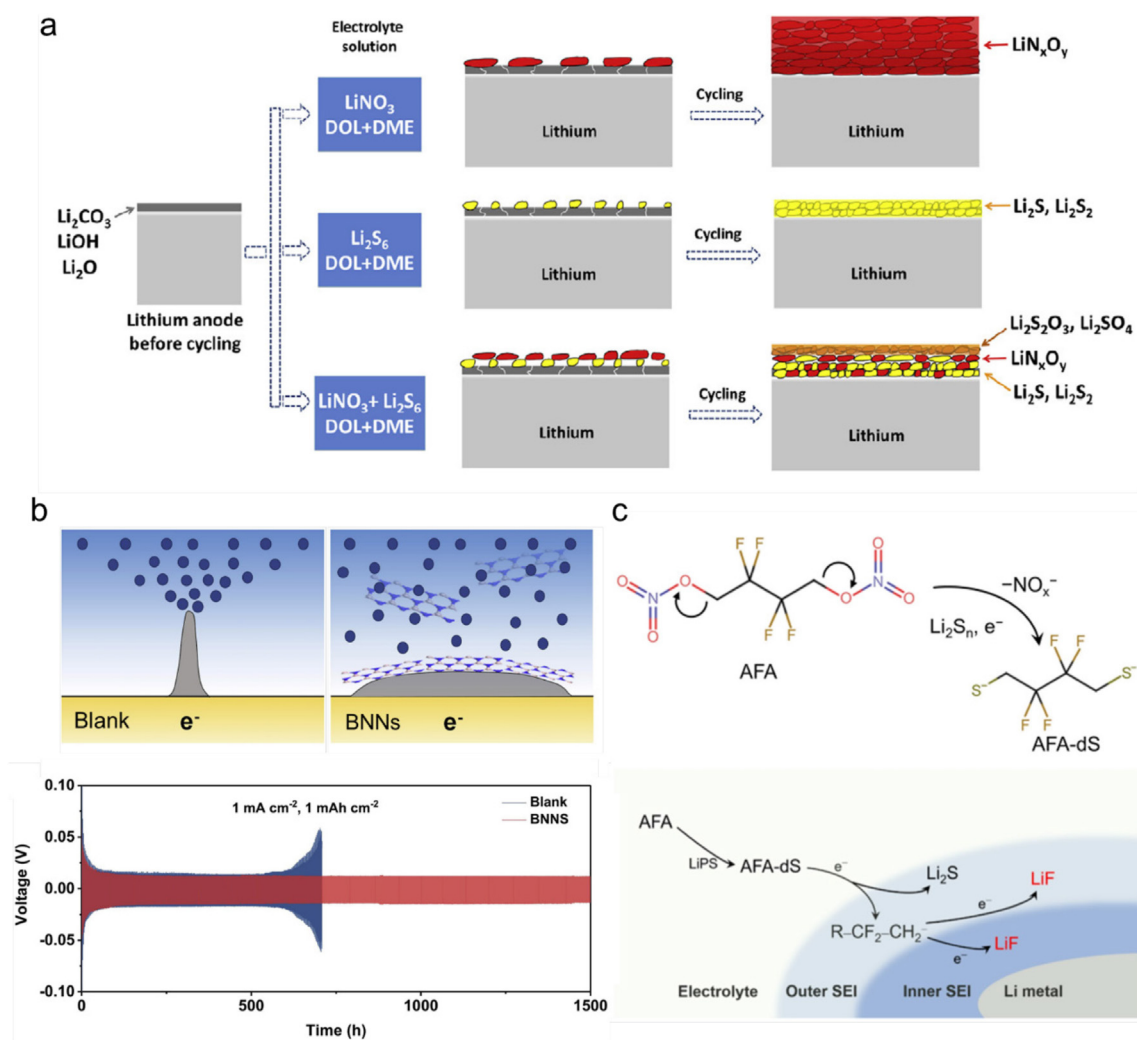 a
Electrolyte
solution
LiNO₃
DOL+DME
Lithium
Cycling
Lithium
LiNₓOᵧ
Li₂CO₃
LiOH
Li₂O
Lithium anode
before cycling
Li₂S₆
DOL+DME
Lithium
Cycling
Lithium
Li₂S, Li₂S₂
LiNO₃+ Li₂S₆
DOL+DME
Lithium
Cycling
Lithium
Li₂S₂O₃, Li₂SO₄
LiNₓOᵧ
Li₂S, Li₂S₂
b
Blank e⁻
BNNs e⁻
1 mA cm⁻², 1 mAh cm⁻²
Blank
BNNS
Voltage (V)
0.10
0.05
0.00
-0.05
-0.10
0 500 1000 1500
Time (h)
c
O
N
O
O
F F
F F
O
N
O
O
AFA
−NOₓ⁻
Li₂Sₙ, e⁻
F F
S⁻
S⁻
F F
AFA-dS
AFA
LiPS
AFA-dS
e⁻
Li₂S
R–CF₂–CH₂⁻
e⁻
LiF
e⁻
LiF
Electrolyte Outer SEI Inner SEI Li metal